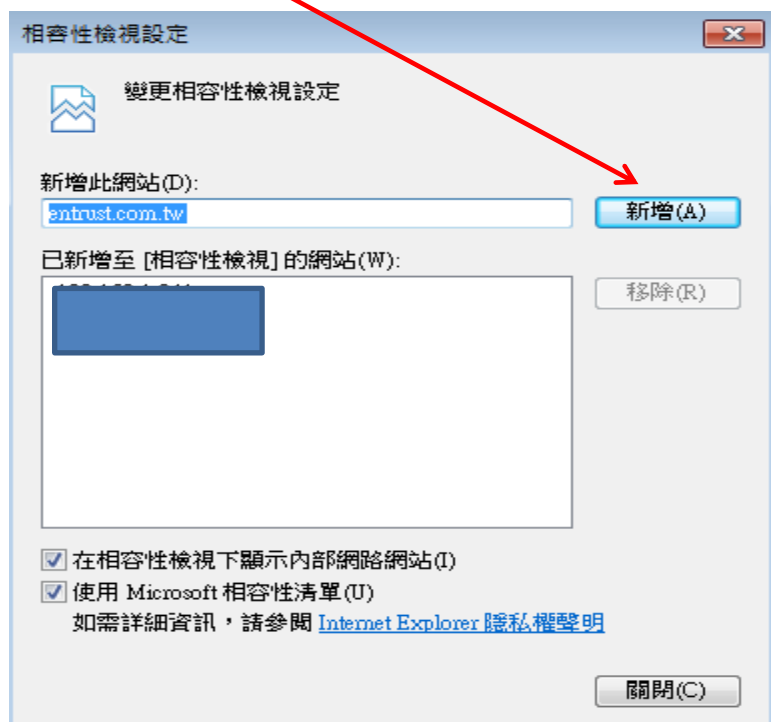 相容性檢視設定
變更相容性檢視設定
新增此網站(D):
entrust.com.tw
新增(A)
已新增至 [相容性檢視] 的網站(W):
移除(R)
在相容性檢視下顯示內部網路網站(I)
使用 Microsoft 相容性清單(U)
如需詳細資訊，請參閱 Internet Explorer 隱私權聲明
關閉(C)